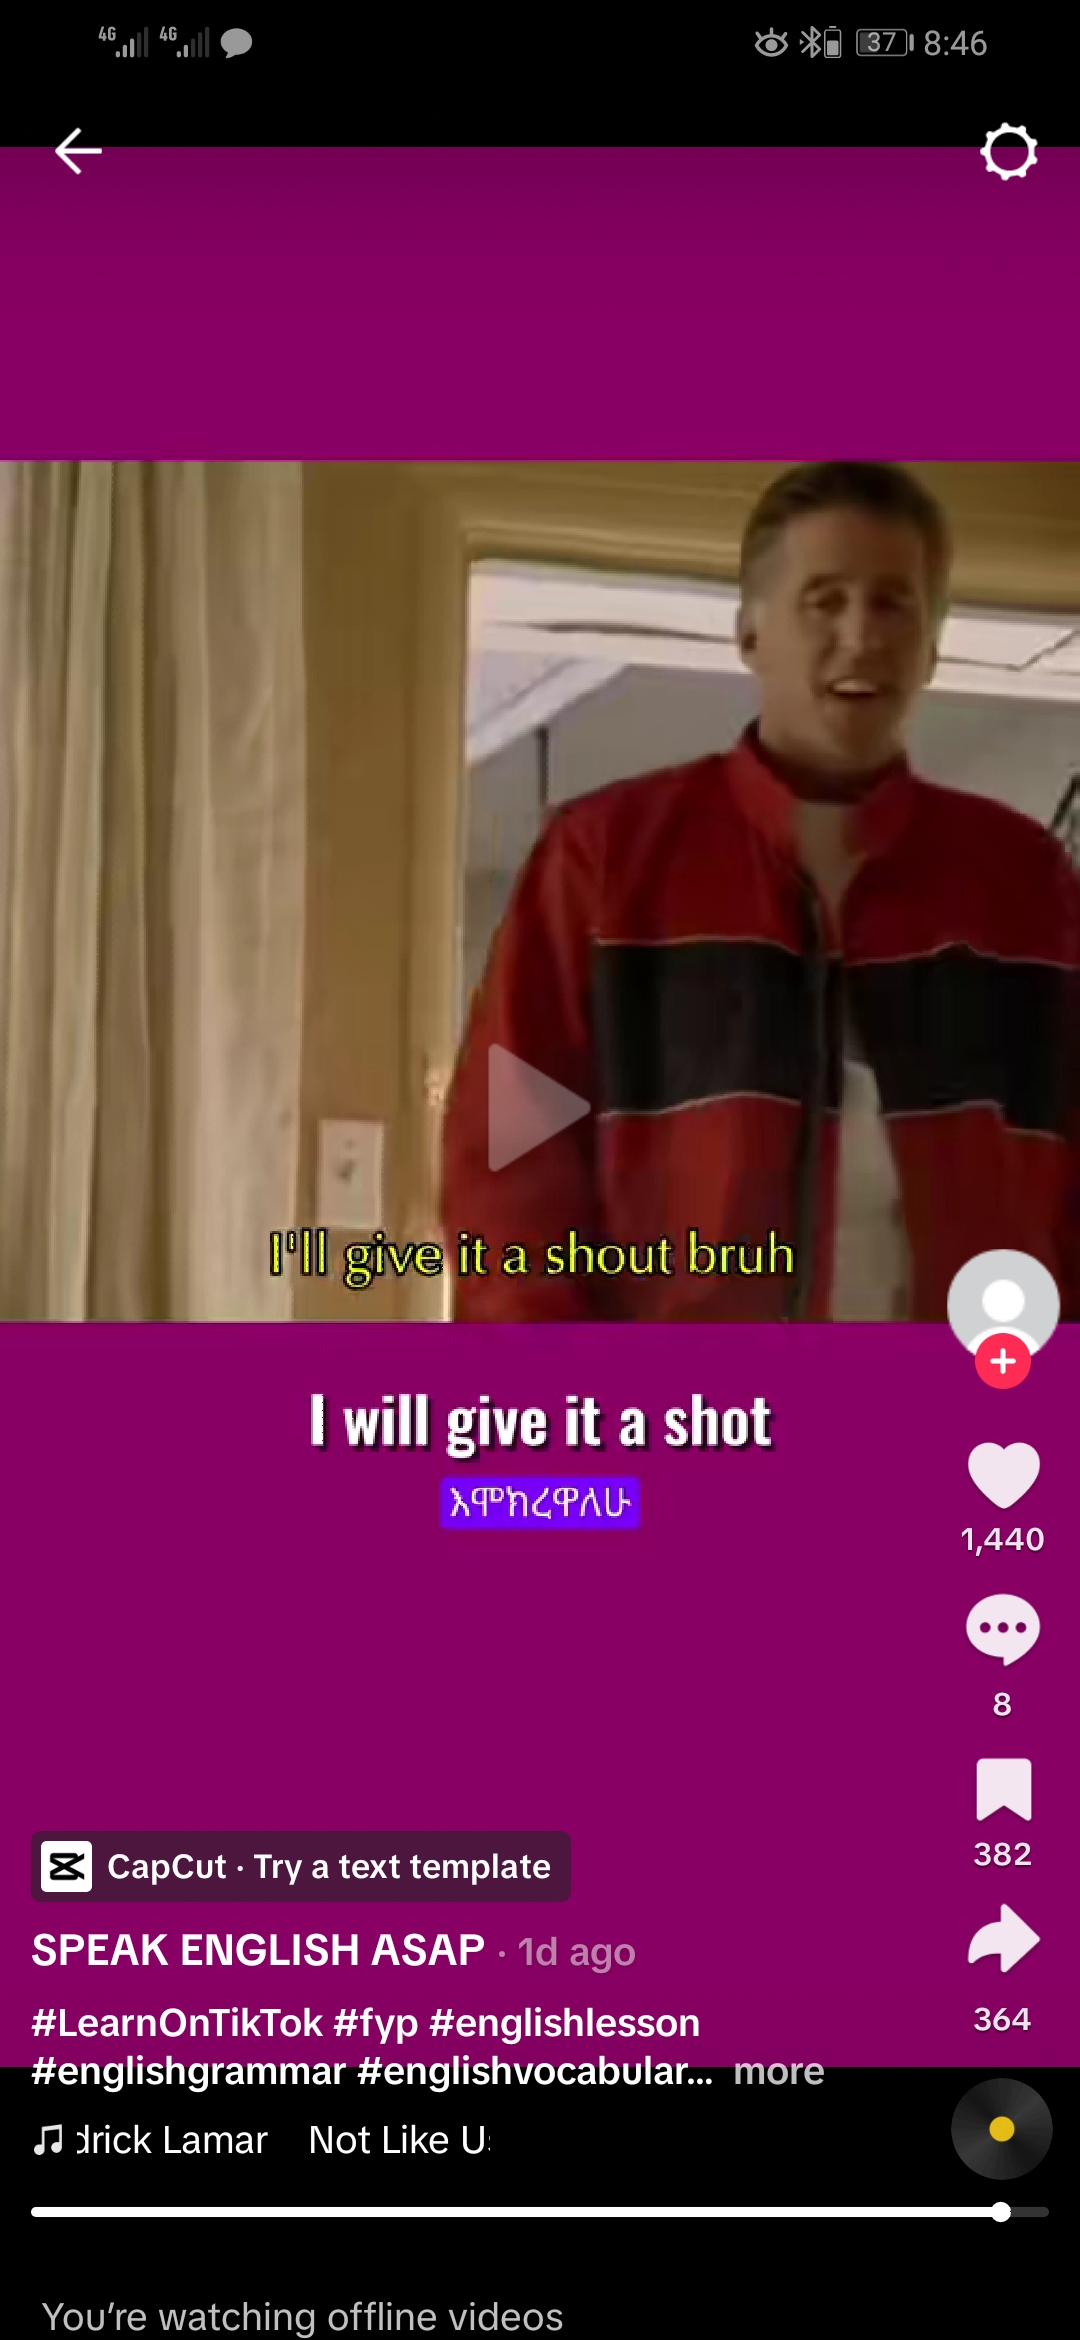 4G 4G 37 8:46
I'll give it a shout bruh
I will give it a shot
እሞክረዋለሁ
1,440
8
382
CapCut · Try a text template
SPEAK ENGLISH ASAP · 1d ago
364
#LearnOnTikTok #fyp #englishlesson
#englishgrammar #englishvocabular... more
drick Lamar Not Like Us
You’re watching offline videos